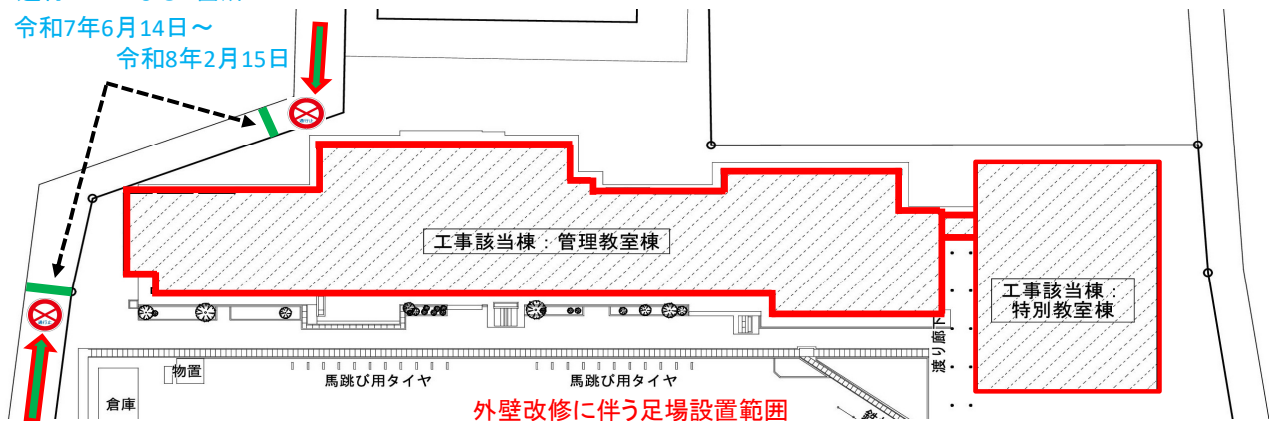 令和7年6月14日～
令和8年2月15日
工事該当棟：管理教室棟
工事該当棟：
特別教室棟
渡り廊下
物置
馬跳び用タイヤ
馬跳び用タイヤ
倉庫
外壁改修に伴う足場設置範囲